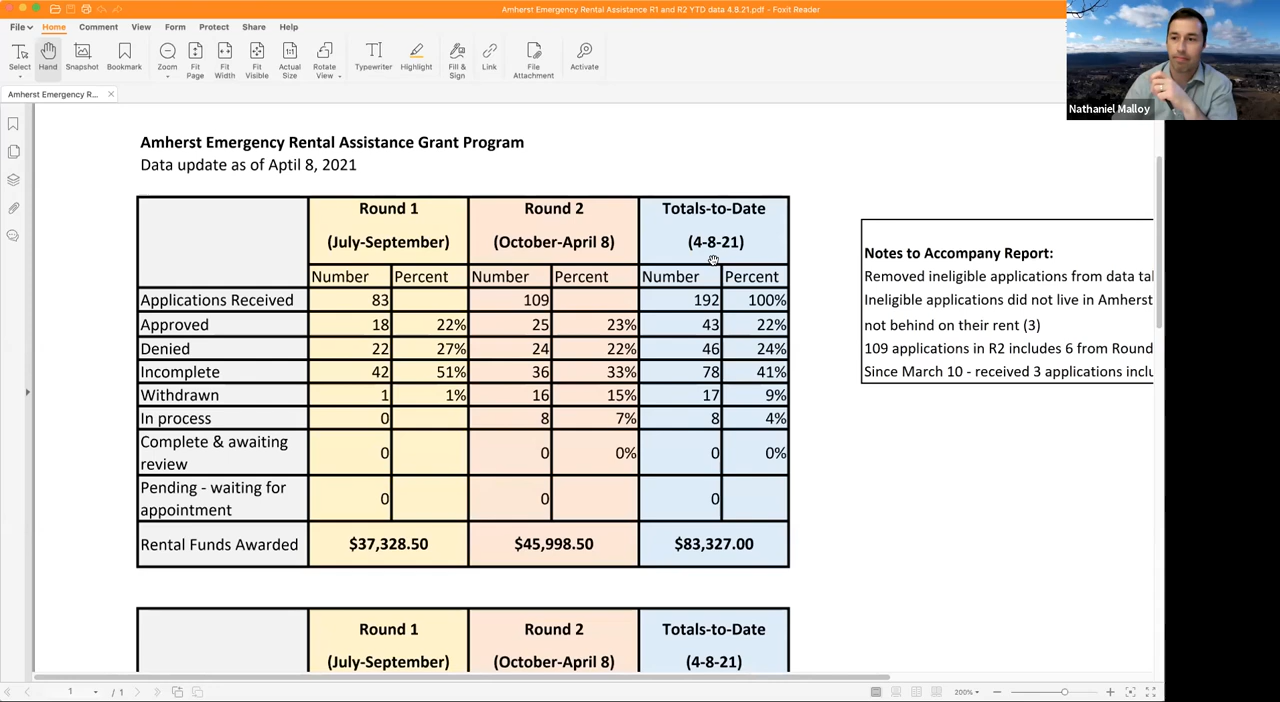 Amherst Emergency Rental Assistance R1 and R2 YTD data 4.8.21.pdf - Foxit Reader
File Home Comment View Form Protect Share Help
Select Hand Snapshot Bookmark Zoom Fit Page Fit Width Fit Visible Actual Size Rotate View Typewriter Highlight Fill & Sign Link File Attachment Activate
Nathaniel Malloy
Amherst Emergency R...
Amherst Emergency Rental Assistance Grant Program
Data update as of Aptil 8, 2021
Round 1 Round 2 Totals-to-Date
(July-September) (October-April 8) (4-8-21)
Number Percent Number Percent Number Percent
Applications Received 83 109 192 100%
Approved 18 22% 25 23% 43 22%
Denied 22 27% 24 22% 46 24%
Incomplete 42 51% 36 33% 78 41%
Withdrawn 1 1% 16 15% 17 9%
In process 0 8 7% 8 4%
Complete & awaiting review 0 0 0% 0 0%
Pending - waiting for appointment 0 0 0
Rental Funds Awarded $37,328.50 $45,998.50 $83,327.00
Notes to Accompany Report:
Removed ineligible applications from data tal
Ineligible applications did not live in Amherst
not behind on their rent (3)
109 applications in R2 includes 6 from Round
Since March 10 - received 3 applications inclu
Round 1 Round 2 Totals-to-Date
(July-September) (October-April 8) (4-8-21)
1 / 1 200%